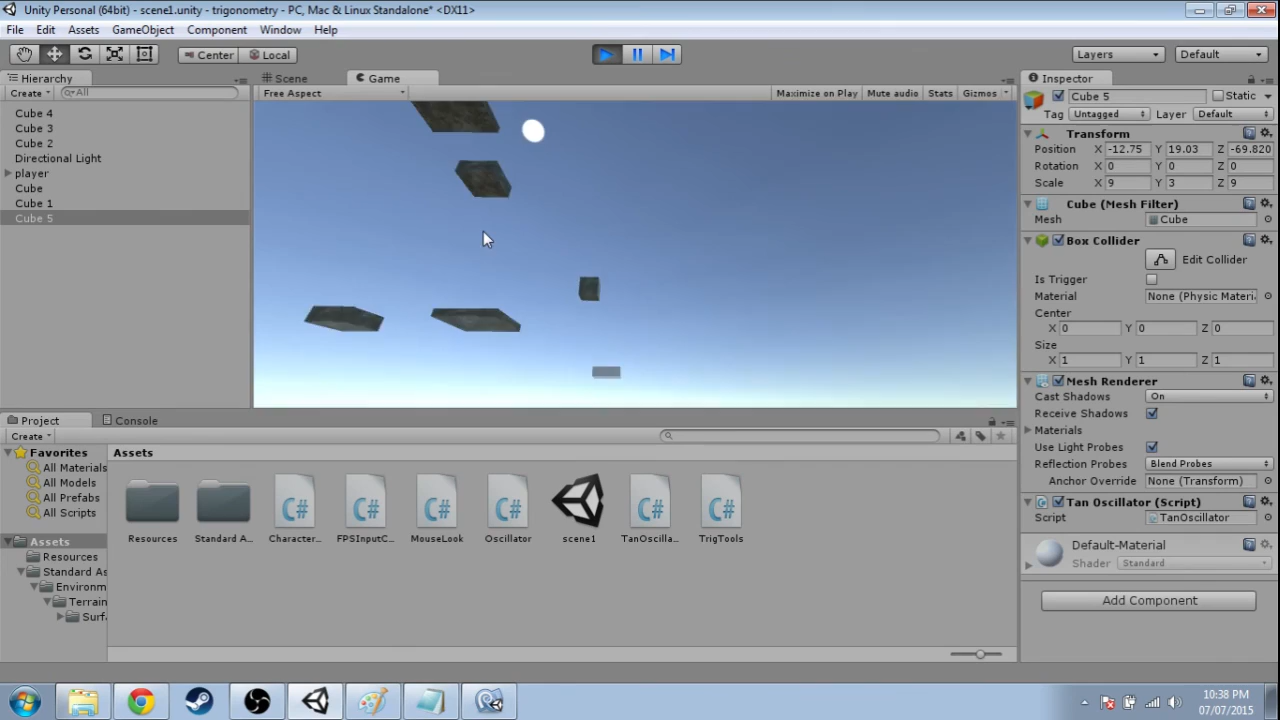 Unity Personal (64bit) - scene1.unity - trigonometry - PC, Mac & Linux Standalone* <DX11>
File Edit Assets GameObject Component Window Help
Center Local
Layers Default
Hierarchy
Create All
Cube 4
Cube 3
Cube 2
Directional Light
player
Cube
Cube 1
Cube 5
Scene Game
Free Aspect Maximize on Play Mute audio Stats Gizmos
Inspector
Cube 5 Static
Tag Untagged Layer Default
Transform
Position X -12.75 Y 19.03 Z -69.820
Rotation X 0 Y 0 Z 0
Scale X 9 Y 3 Z 9
Cube (Mesh Filter)
Mesh Cube
Box Collider
Edit Collider
Is Trigger
Material None (Physic Materi
Center
X 0 Y 0 Z 0
Size
X 1 Y 1 Z 1
Mesh Renderer
Cast Shadows On
Receive Shadows
Materials
Use Light Probes
Reflection Probes Blend Probes
Anchor Override None (Transform)
Tan Oscillator (Script)
Script TanOscillator
Default-Material
Shader Standard
Add Component
Project Console
Create
Favorites
All Materials
All Models
All Prefabs
All Scripts
Assets
Resources
Standard As
Environm
Terrain
Surf
Assets
C# C# C# C# C# C#
Resources Standard A... Character... FPSInputC... MouseLook Oscillator scene1 TanOscilla... TrigTools
10:38 PM
07/07/2015